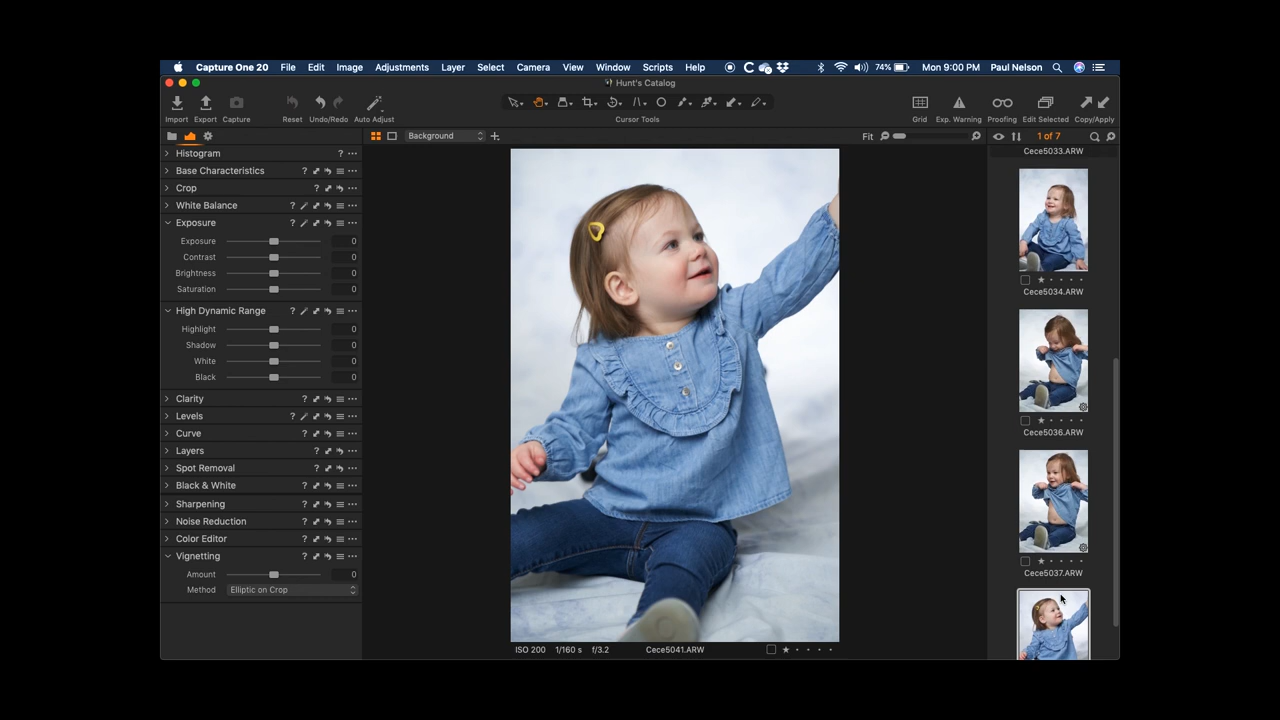 Capture One 20 File Edit Image Adjustments Layer Select Camera View Window Scripts Help 74% Mon 9:00 PM Paul Nelson
Hunt's Catalog
Import Export Capture Reset Undo/Redo Auto Adjust Cursor Tools Grid Exp. Warning Proofing Edit Selected Copy/Apply
Background Fit 1 of 7
Histogram
Base Characteristics
Crop
White Balance
Exposure
Exposure 0
Contrast 0
Brightness 0
Saturation 0
High Dynamic Range
Highlight 0
Shadow 0
White 0
Black 0
Clarity
Levels
Curve
Layers
Spot Removal
Black & White
Sharpening
Noise Reduction
Color Editor
Vignetting
Amount 0
Method Elliptic on Crop
ISO 200 1/160 s f/3.2 Cece5041.ARW
Cece5033.ARW
Cece5034.ARW
Cece5036.ARW
Cece5037.ARW